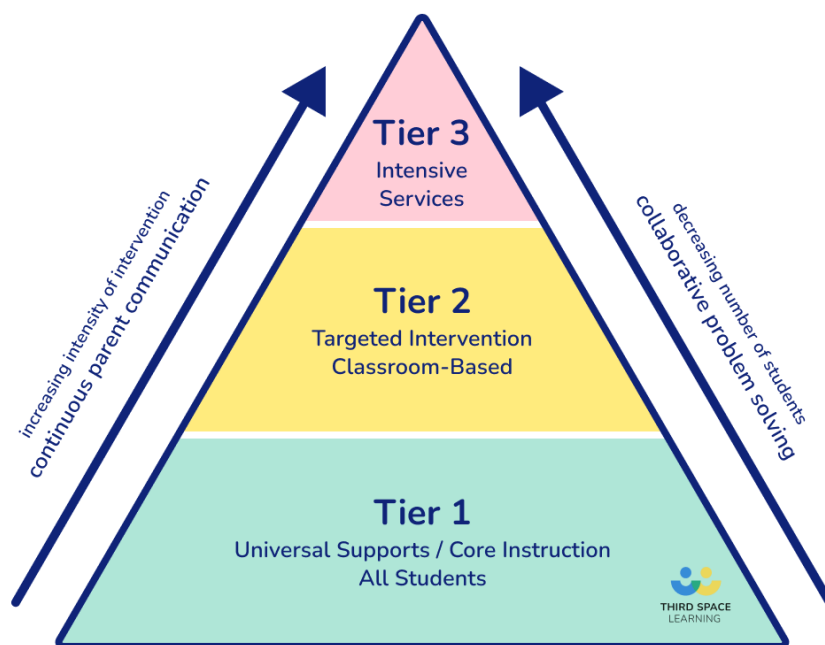 Tier 3
Intensive
Services
increasing intensity of intervention
continuous parent communication
decreasing number of students
collaborative problem solving
Tier 2
Targeted Intervention
Classroom-Based
Tier 1
Universal Supports / Core Instruction
All Students
THIRD SPACE
LEARNING